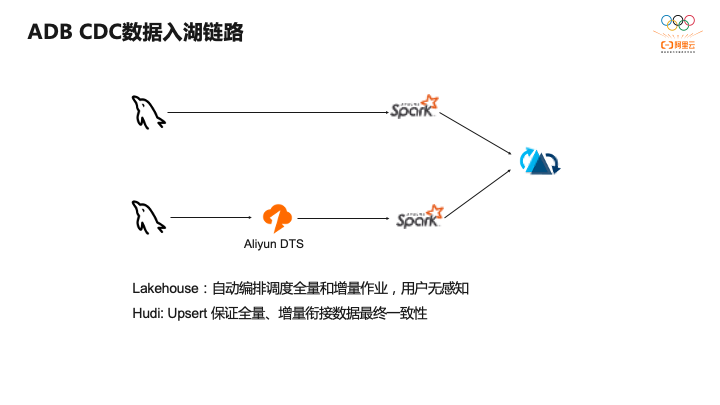 ADB CDC数据入湖链路
阿里云
Spark
Spark
Aliyun DTS
Lakehouse：自动编排调度全量和增量作业，用户无感知
Hudi: Upsert 保证全量、增量衔接数据最终一致性